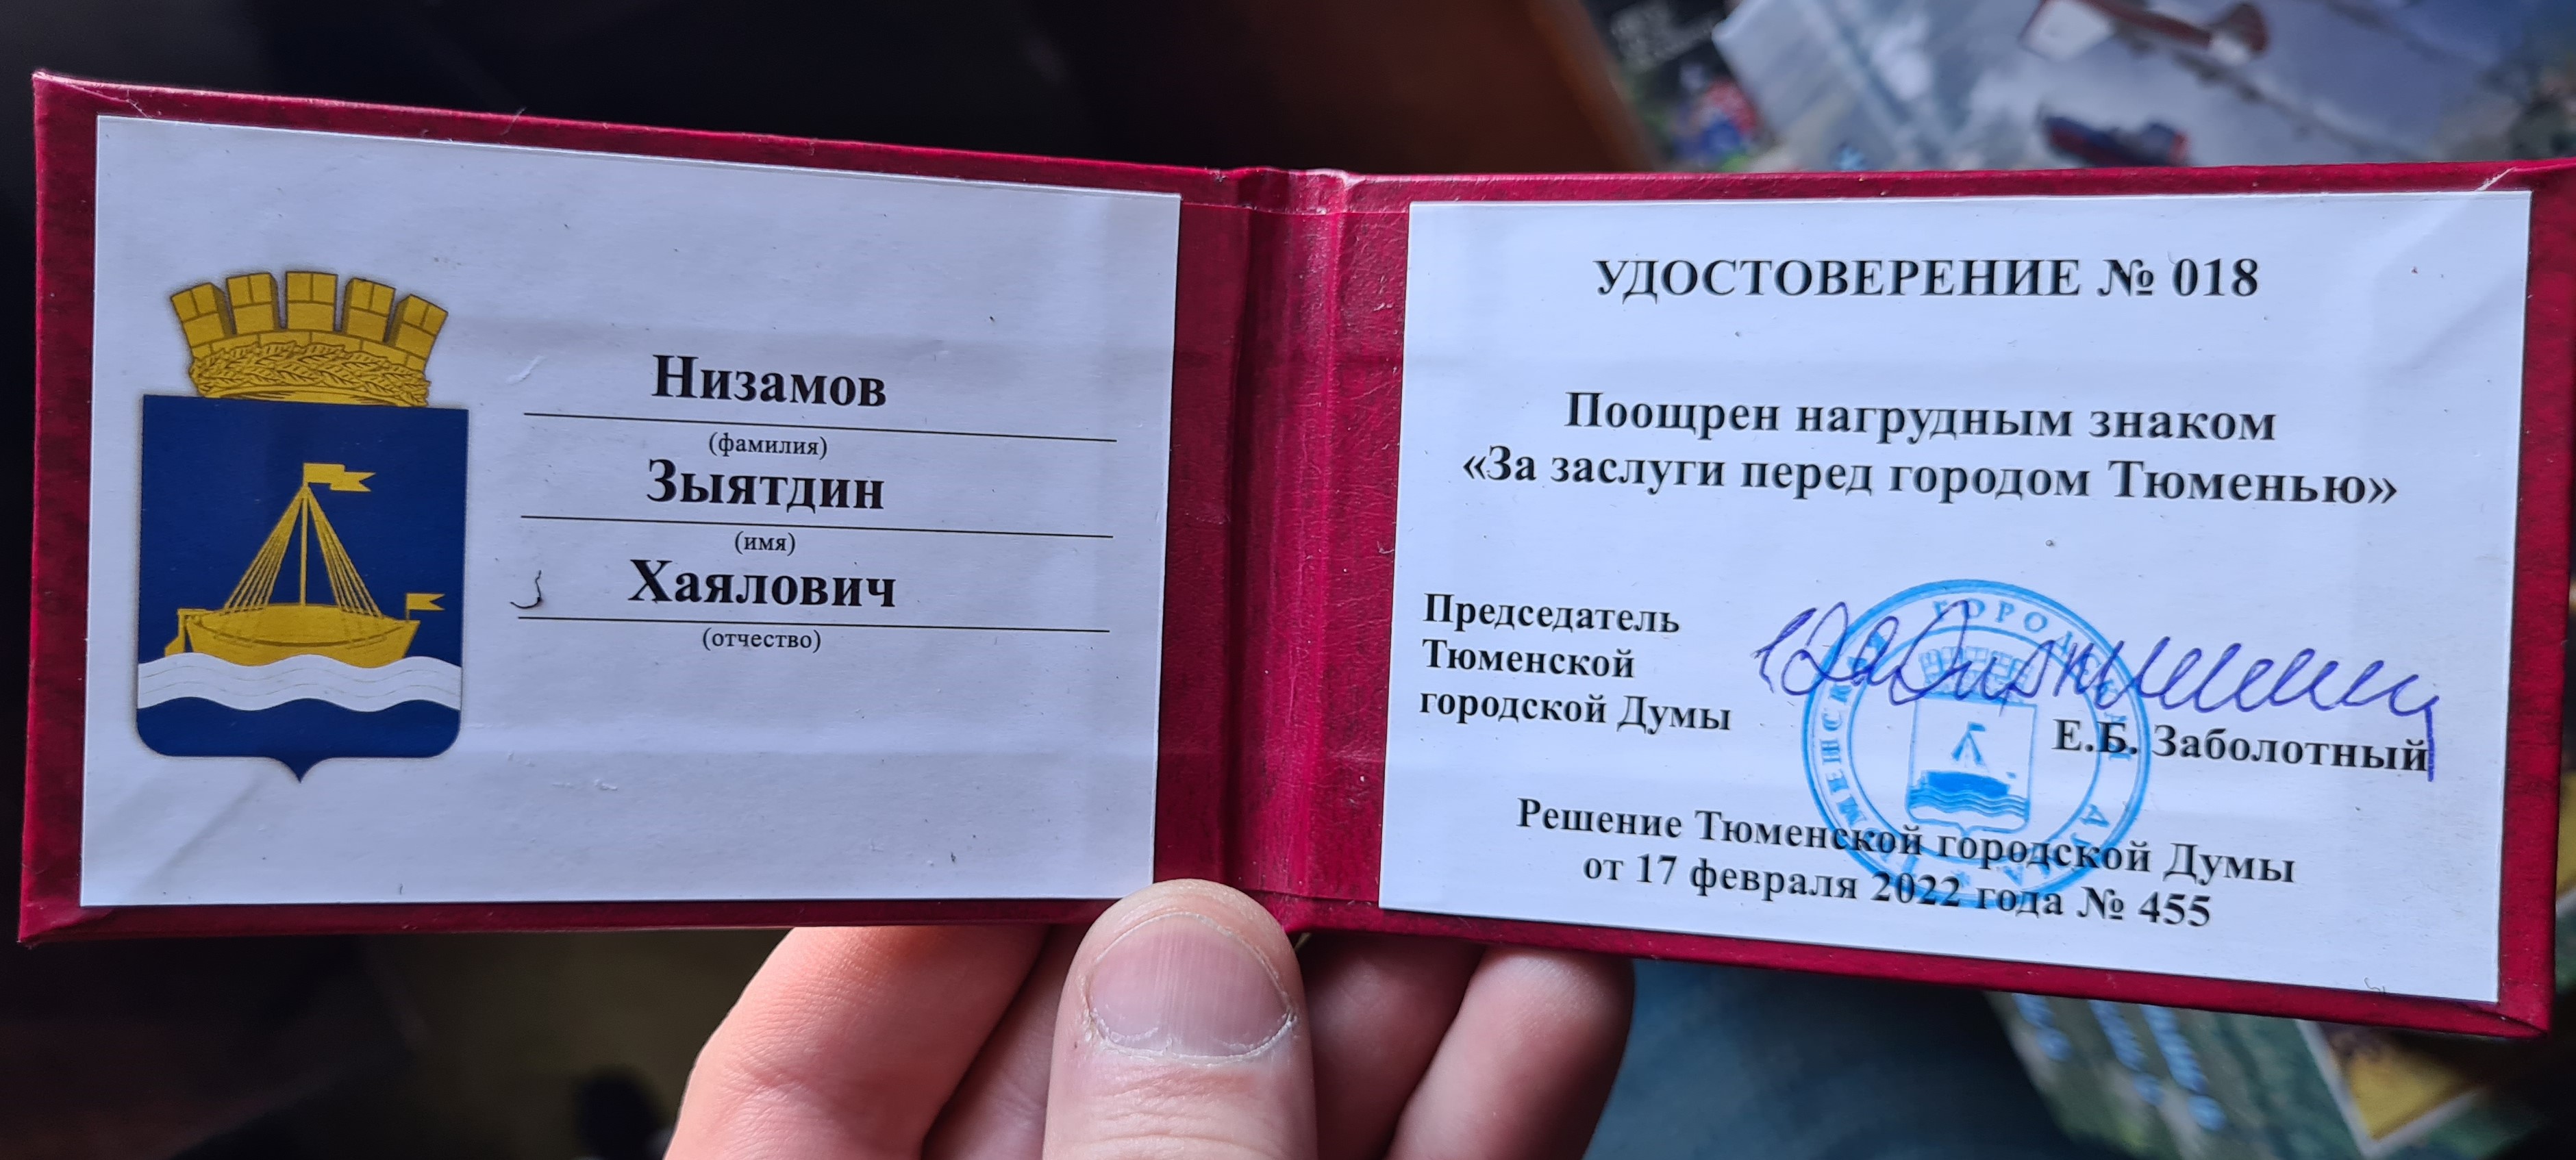 Низамов
(фамилия)
Зыятдин
(имя)
Хаялович
(отчество)
УДОСТОВЕРЕНИЕ № 018
Поощрен нагрудным знаком
«За заслуги перед городом Тюменью»
Председатель
Тюменской
городской Думы
Е.Б. Заболотный
Решение Тюменской городской Думы
от 17 февраля 2022 года № 455